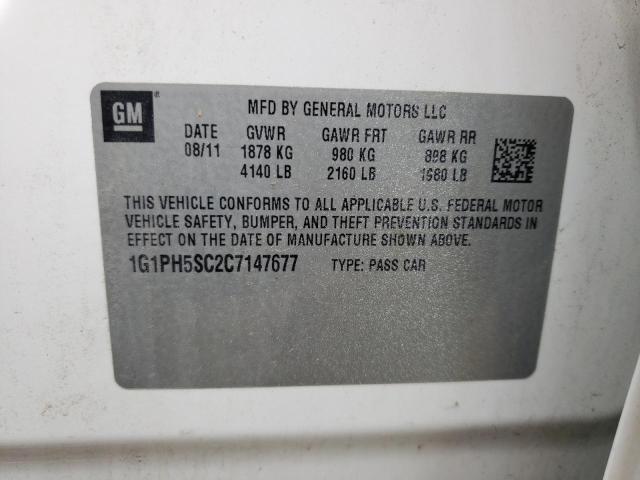 GM
MFD BY GENERAL MOTORS LLC
DATE GVWR GAWR FRT GAWR RR
08/11 1878 KG 980 KG 898 KG
4140 LB 2160 LB 1980 LB
THIS VEHICLE CONFORMS TO ALL APPLICABLE U.S. FEDERAL MOTOR
VEHICLE SAFETY, BUMPER, AND THEFT PREVENTION STANDARDS IN
EFFECT ON THE DATE OF MANUFACTURE SHOWN ABOVE.
1G1PH5SC2C7147677 TYPE: PASS CAR